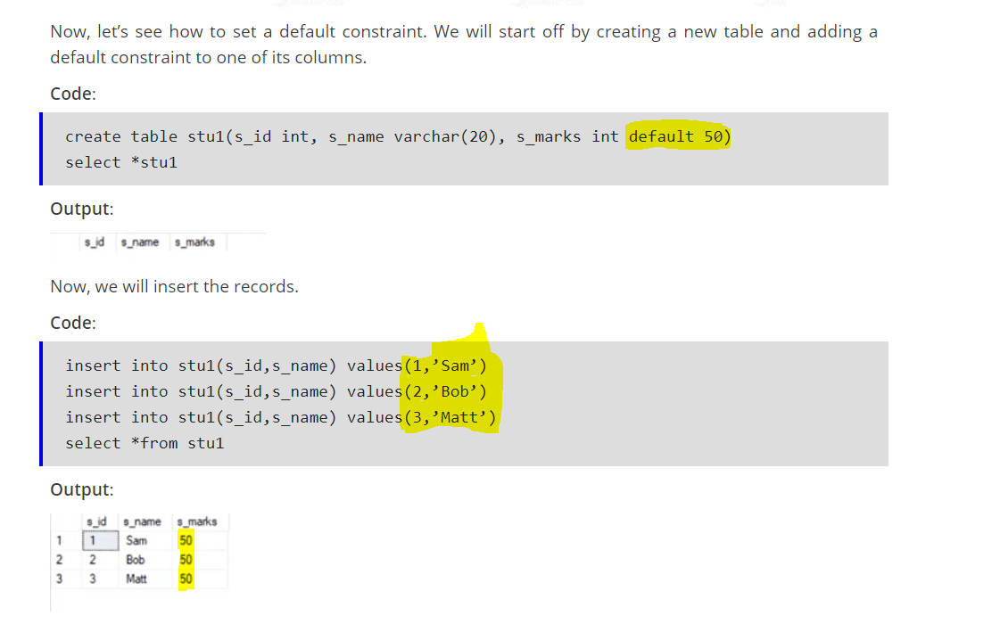 Now, let’s see how to set a default constraint. We will start off by creating a new table and adding a
default constraint to one of its columns.
Code:
create table stu1(s_id int, s_name varchar(20), s_marks int default 50)
select *stu1
Output:
s_id s_name s_marks
Now, we will insert the records.
Code:
insert into stu1(s_id,s_name) values(1,’Sam’)
insert into stu1(s_id,s_name) values(2,’Bob’)
insert into stu1(s_id,s_name) values(3,’Matt’)
select *from stu1
Output:
s_id s_name s_marks
1 1 Sam 50
2 2 Bob 50
3 3 Matt 50